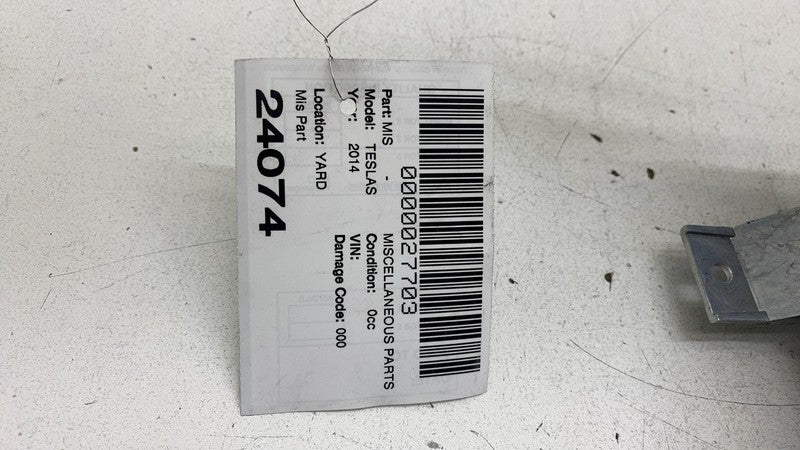 0000027703
Part: MIS - MISCELLANEOUS PARTS
Model: TESLAS Condition: 0cc
Year: 2014 VIN:
Damage Code: 000
Location: YARD
Mis Part
24074